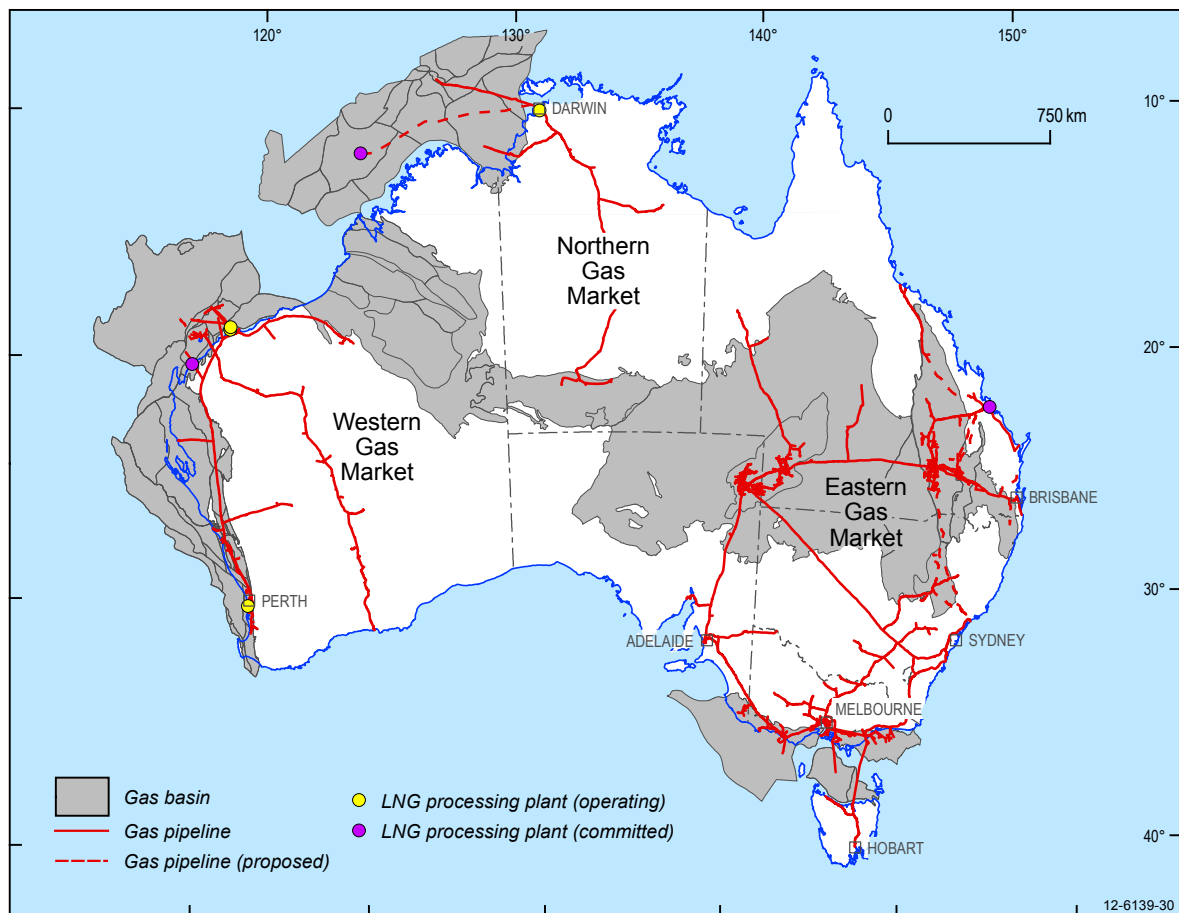 120°
130°
140°
150°
10°
DARWIN
0
750 km
Northern
Gas
Market
20°
Western
Gas
Market
Eastern
Gas
Market
BRISBANE
30°
PERTH
ADELAIDE
SYDNEY
MELBOURNE
Gas basin
Gas pipeline
Gas pipeline (proposed)
LNG processing plant (operating)
LNG processing plant (committed)
40°
HOBART
12-6139-30